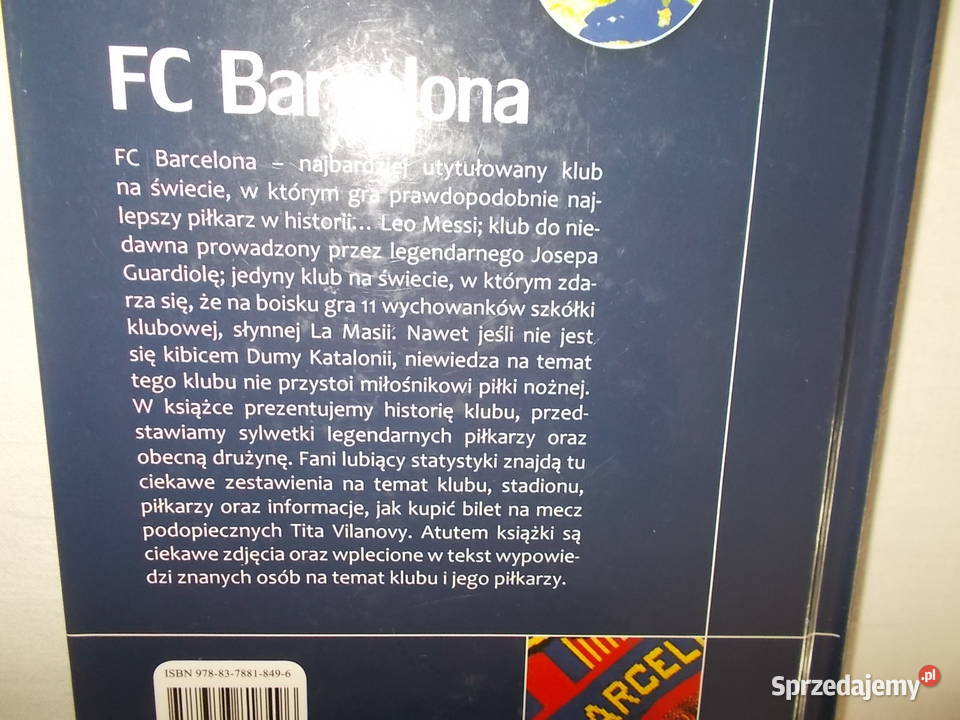 FC Barcelona
FC Barcelona – najbardziej utytułowany klub
na świecie, w którym gra prawdopodobnie naj-
lepszy piłkarz w historii... Leo Messi; klub do nie-
dawna prowadzony przez legendarnego Josepa
Guardiolę; jedyny klub na świecie, w którym zda-
rza się, że na boisku gra 11 wychowanków szkółki
klubowej, słynnej La Masii. Nawet jeśli nie jest
się kibicem Dumy Katalonii, niewiedza na temat
tego klubu nie przystoi miłośnikowi piłki nożnej.
W książce prezentujemy historię klubu, przed-
stawiamy sylwetki legendarnych piłkarzy oraz
obecną drużynę. Fani lubiący statystyki znajdą tu
ciekawe zestawienia na temat klubu, stadionu,
piłkarzy oraz informacje, jak kupić bilet na mecz
podopiecznych Tita Vilanovy. Atutem książki są
ciekawe zdjęcia oraz wplecione w tekst wypowie-
dzi znanych osób na temat klubu i jego piłkarzy.
ISBN 978-83-7881-849-6
ARCEL
Sprzedajemy.pl